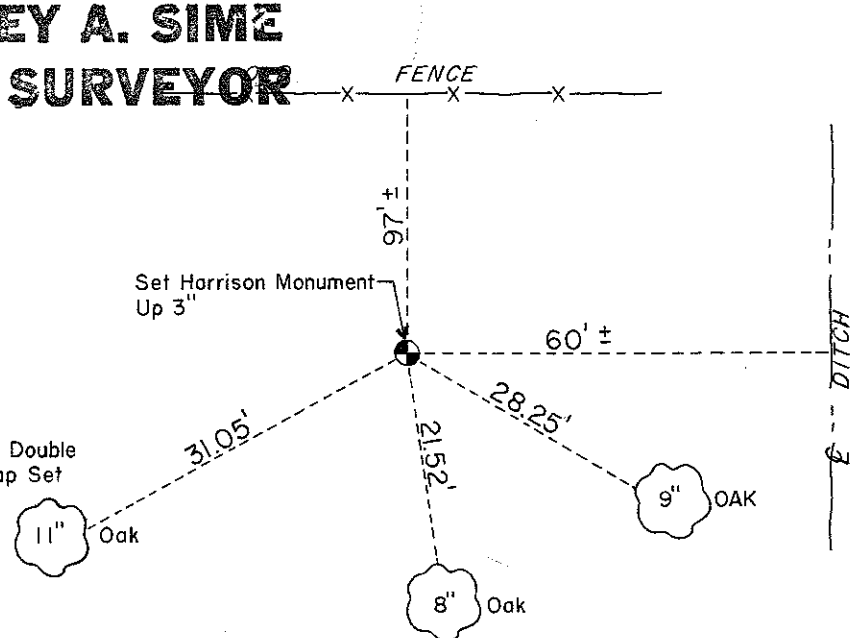 EY A. SIME
SURVEYOR
FENCE
97' ±
Set Harrison Monument
Up 3"
60' ±
DITCH
31.05'
21.52'
28.25'
Double
ap Set
11" Oak
9" OAK
8" Oak